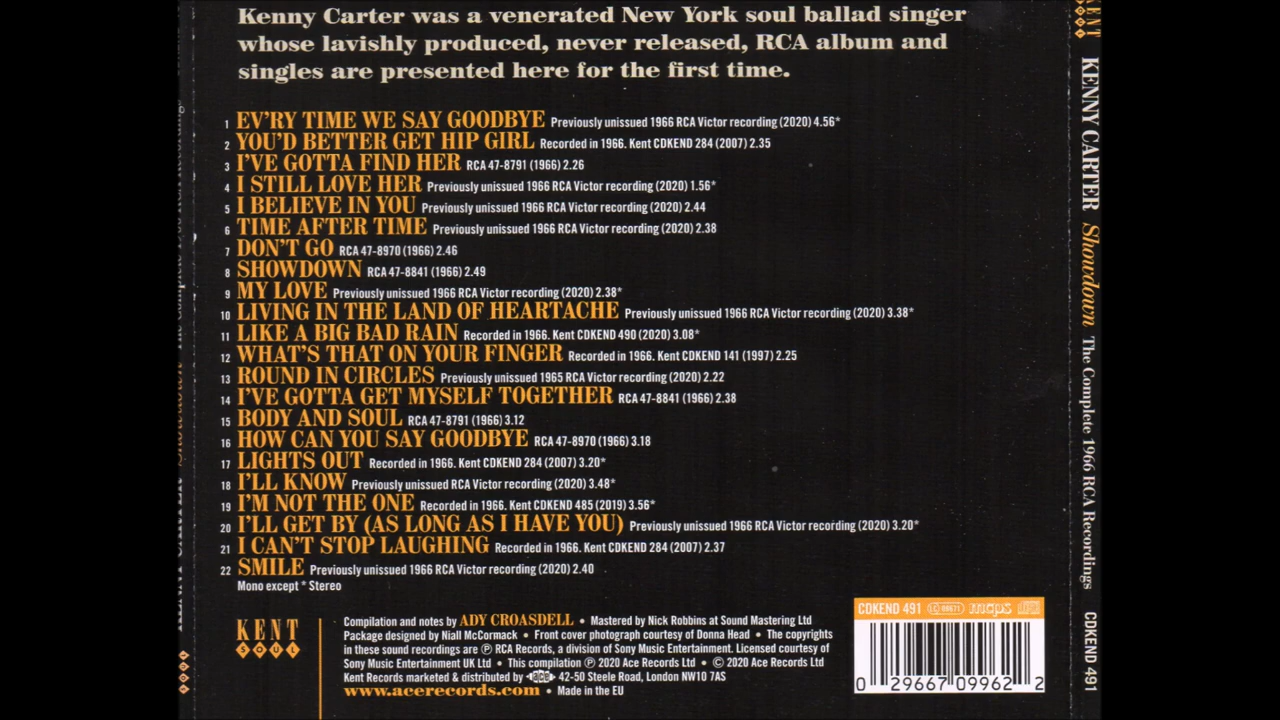 Kenny Carter was a venerated New York soul ballad singer
whose lavishly produced, never released, RCA album and
singles are presented here for the first time.
1 EV'RY TIME WE SAY GOODBYE Previously unissued 1966 RCA Victor recording (2020) 4.56*
2 YOU'D BETTER GET HIP GIRL Recorded in 1966. Kent CDKEND 284 (2007) 2.35
3 I'VE GOTTA FIND HER RCA 47-8791 (1966) 2.26
4 I STILL LOVE HER Previously unissued 1966 RCA Victor recording (2020) 1.56*
5 I BELIEVE IN YOU Previously unissued 1966 RCA Victor recording (2020) 2.44
6 TIME AFTER TIME Previously unissued 1966 RCA Victor recording (2020) 2.38
7 DON'T GO RCA 47-8970 (1966) 2.46
8 SHOWDOWN RCA 47-8841 (1966) 2.49
9 MY LOVE Previously unissued 1966 RCA Victor recording (2020) 2.38*
10 LIVING IN THE LAND OF HEARTACHE Previously unissued 1966 RCA Victor recording (2020) 3.38*
11 LIKE A BIG BAD RAIN Recorded in 1966. Kent CDKEND 490 (2020) 3.08*
12 WHAT'S THAT ON YOUR FINGER Recorded in 1966. Kent CDKEND 141 (1997) 2.25
13 ROUND IN CIRCLES Previously unissued 1965 RCA Victor recording (2020) 2.22
14 I'VE GOTTA GET MYSELF TOGETHER RCA 47-8841 (1966) 2.38
15 BODY AND SOUL RCA 47-8791 (1966) 3.12
16 HOW CAN YOU SAY GOODBYE RCA 47-8970 (1966) 3.18
17 LIGHTS OUT Recorded in 1966. Kent CDKEND 284 (2007) 3.20*
18 I'LL KNOW Previously unissued RCA Victor recording (2020) 3.48*
19 I'M NOT THE ONE Recorded in 1966. Kent CDKEND 485 (2019) 3.56*
20 I'LL GET BY (AS LONG AS I HAVE YOU) Previously unissued 1966 RCA Victor recording (2020) 3.20*
21 I CAN'T STOP LAUGHING Recorded in 1966. Kent CDKEND 284 (2007) 2.37
22 SMILE Previously unissued 1966 RCA Victor recording (2020) 2.40
Mono except * Stereo
KENT
SOUL
Compilation and notes by ADY CROASDELL • Mastered by Nick Robbins at Sound Mastering Ltd
Package designed by Niall McCormack • Front cover photograph courtesy of Donna Head • The copyrights
in these sound recordings are ℗ RCA Records, a division of Sony Music Entertainment. Licensed courtesy of
Sony Music Entertainment UK Ltd • This compilation ℗ 2020 Ace Records Ltd • © 2020 Ace Records Ltd
Kent Records marketed & distributed by ace 42-50 Steele Road, London NW10 7AS
www.acerecords.com • Made in the EU
CDKEND 491 mcps
0 29667 09962 2
KENT
KENNY CARTER Showdown The Complete 1966 RCA Recordings CDKEND 491